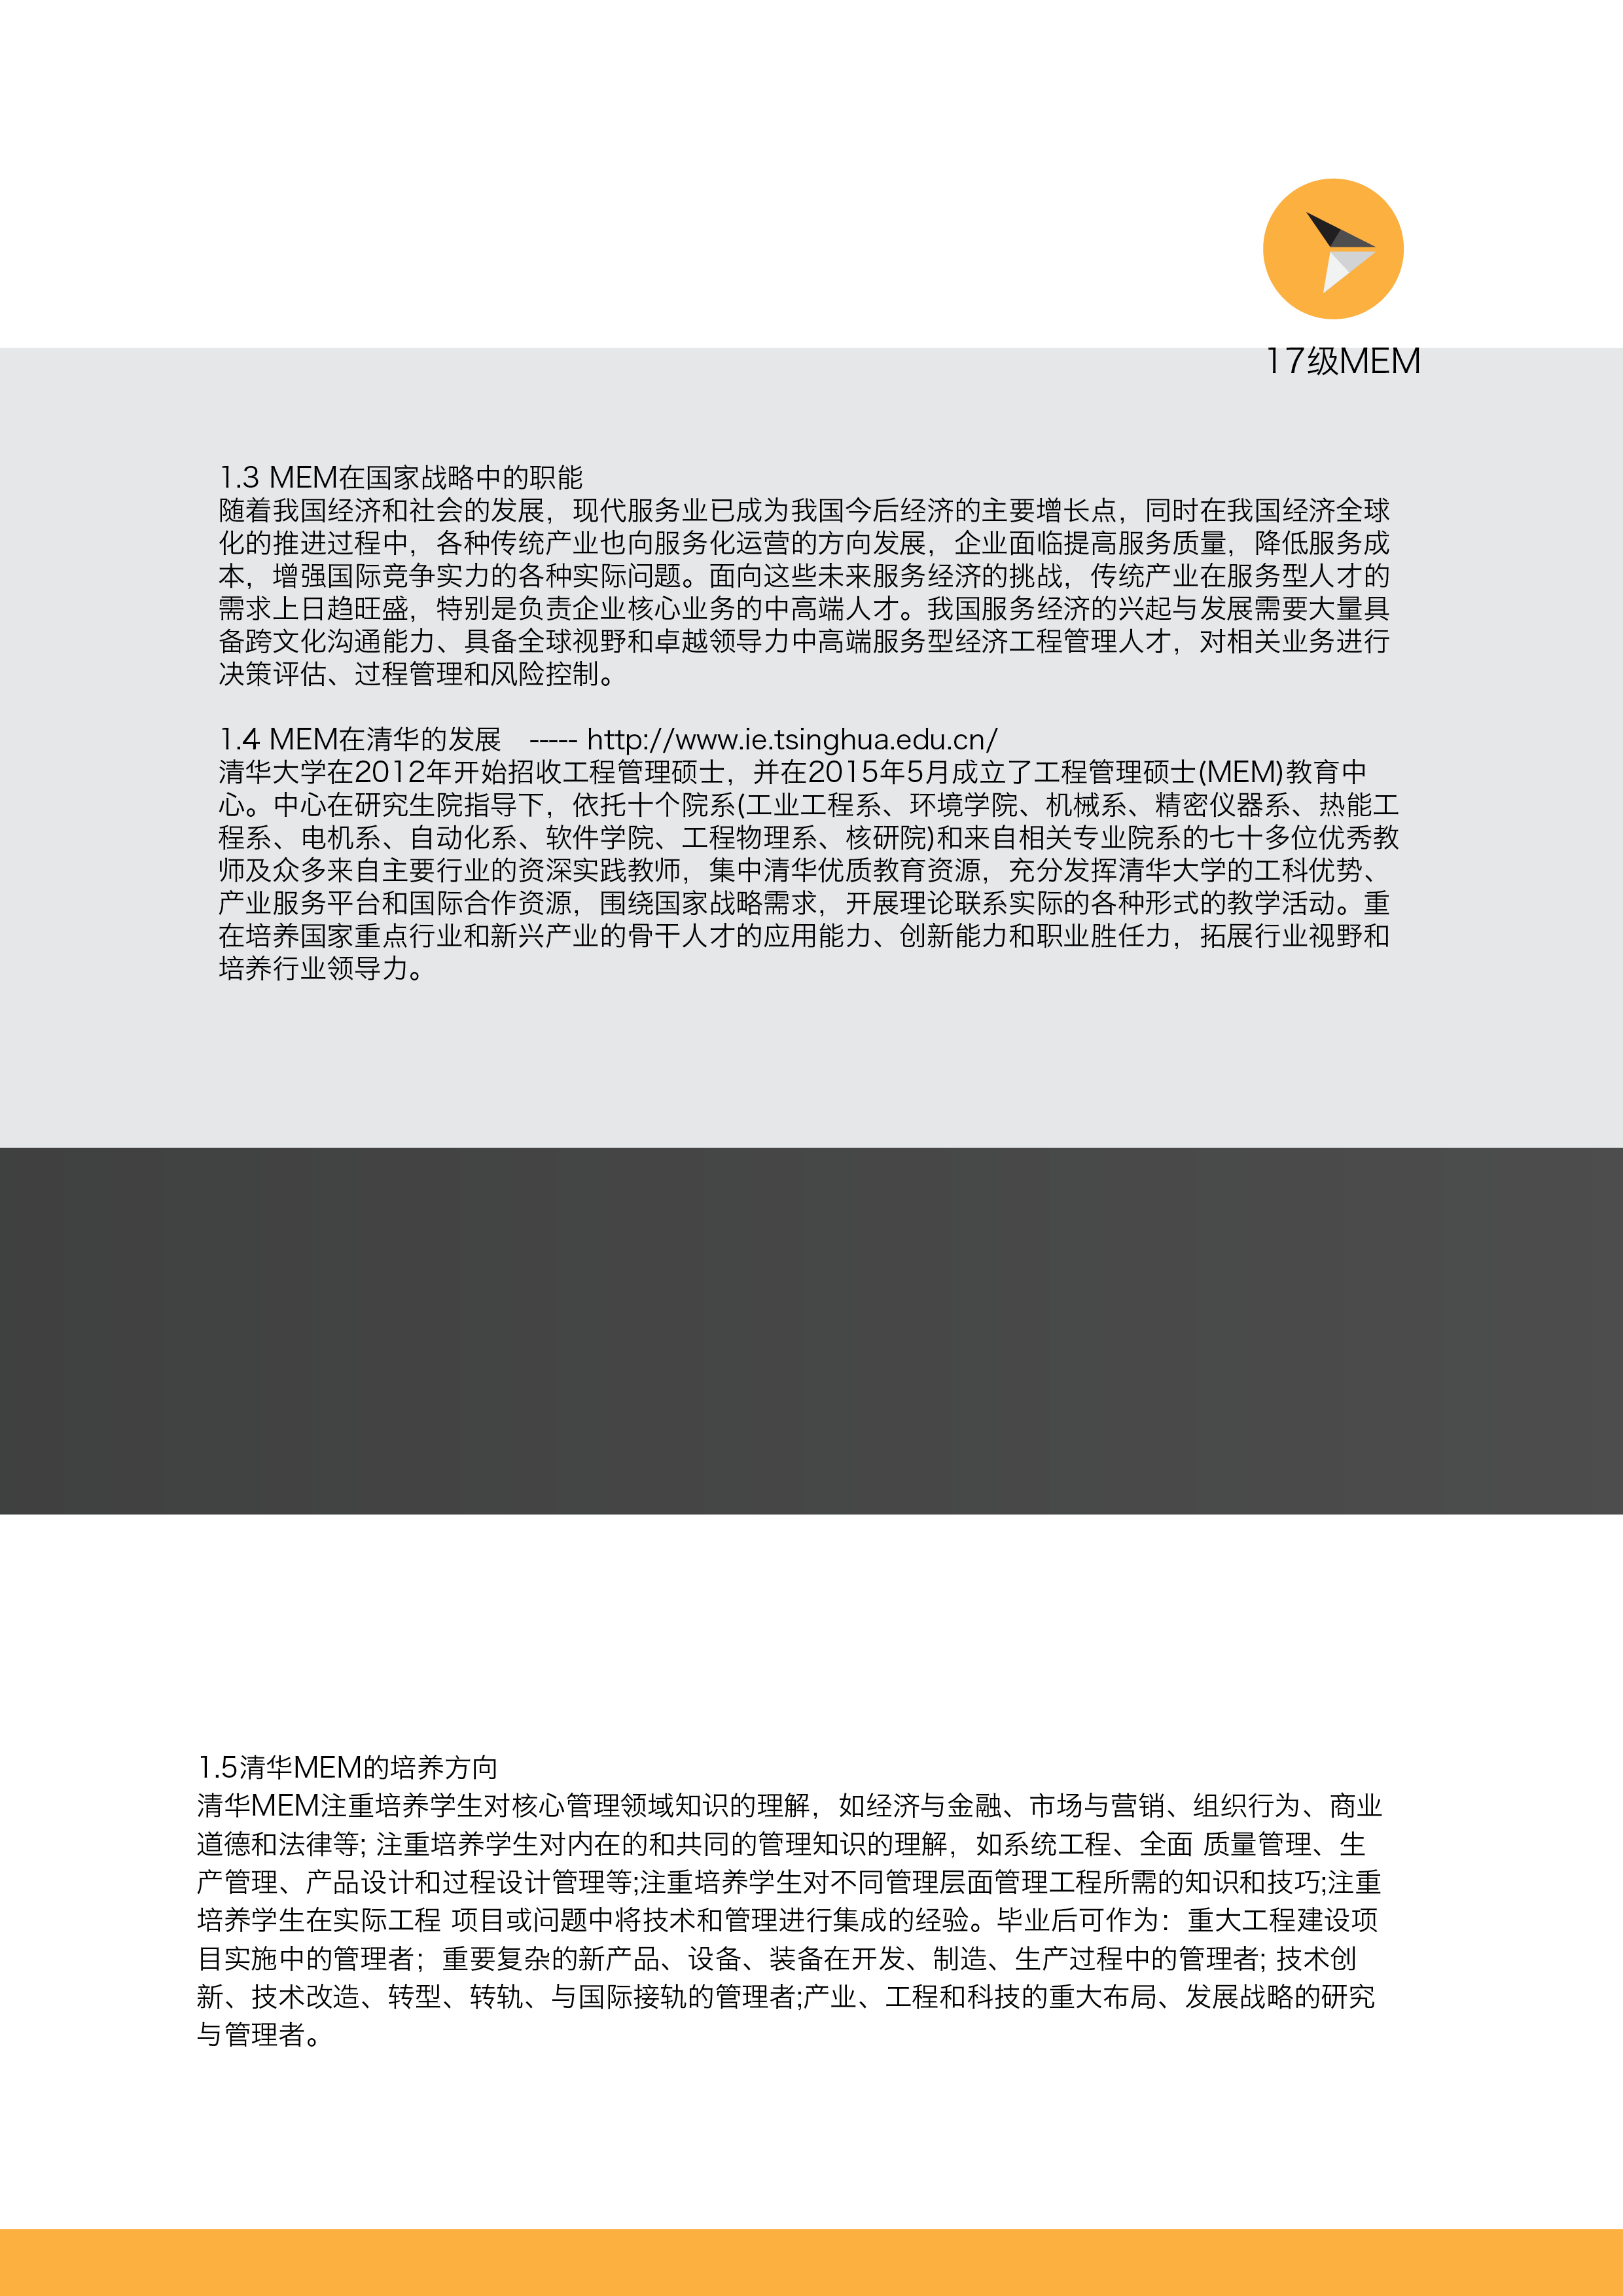 17级MEM
1.3 MEM在国家战略中的职能
随着我国经济和社会的发展，现代服务业已成为我国今后经济的主要增长点，同时在我国经济全球
化的推进过程中，各种传统产业也向服务化运营的方向发展，企业面临提高服务质量，降低服务成
本，增强国际竞争实力的各种实际问题。面向这些未来服务经济的挑战，传统产业在服务型人才的
需求上日趋旺盛，特别是负责企业核心业务的中高端人才。我国服务经济的兴起与发展需要大量具
备跨文化沟通能力、具备全球视野和卓越领导力中高端服务型经济工程管理人才，对相关业务进行
决策评估、过程管理和风险控制。
1.4 MEM在清华的发展 ----- http://www.ie.tsinghua.edu.cn/
清华大学在2012年开始招收工程管理硕士，并在2015年5月成立了工程管理硕士(MEM)教育中
心。中心在研究生院指导下，依托十个院系(工业工程系、环境学院、机械系、精密仪器系、热能工
程系、电机系、自动化系、软件学院、工程物理系、核研院)和来自相关专业院系的七十多位优秀教
师及众多来自主要行业的资深实践教师，集中清华优质教育资源，充分发挥清华大学的工科优势、
产业服务平台和国际合作资源，围绕国家战略需求，开展理论联系实际的各种形式的教学活动。重
在培养国家重点行业和新兴产业的骨干人才的应用能力、创新能力和职业胜任力，拓展行业视野和
培养行业领导力。
1.5清华MEM的培养方向
清华MEM注重培养学生对核心管理领域知识的理解，如经济与金融、市场与营销、组织行为、商业
道德和法律等; 注重培养学生对内在的和共同的管理知识的理解，如系统工程、全面 质量管理、生
产管理、产品设计和过程设计管理等;注重培养学生对不同管理层面管理工程所需的知识和技巧;注重
培养学生在实际工程 项目或问题中将技术和管理进行集成的经验。毕业后可作为：重大工程建设项
目实施中的管理者；重要复杂的新产品、设备、装备在开发、制造、生产过程中的管理者; 技术创
新、技术改造、转型、转轨、与国际接轨的管理者;产业、工程和科技的重大布局、发展战略的研究
与管理者。